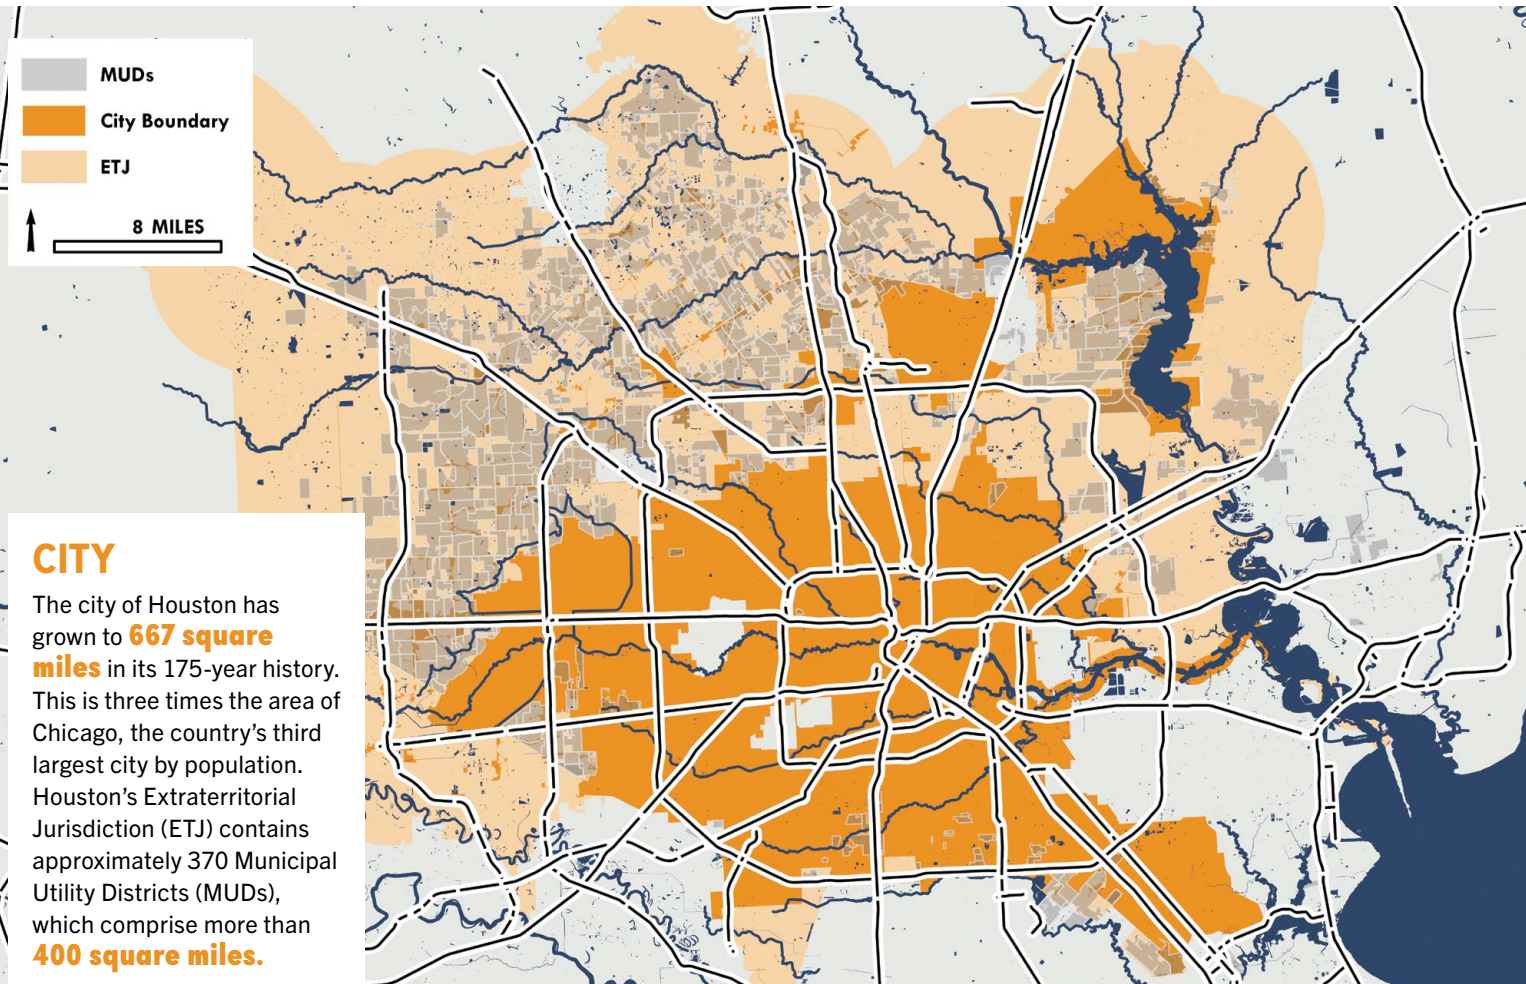 MUDs
City Boundary
ETJ
8 MILES
CITY
The city of Houston has
grown to 667 square
miles in its 175-year history.
This is three times the area of
Chicago, the country’s third
largest city by population.
Houston’s Extraterritorial
Jurisdiction (ETJ) contains
approximately 370 Municipal
Utility Districts (MUDs),
which comprise more than
400 square miles.